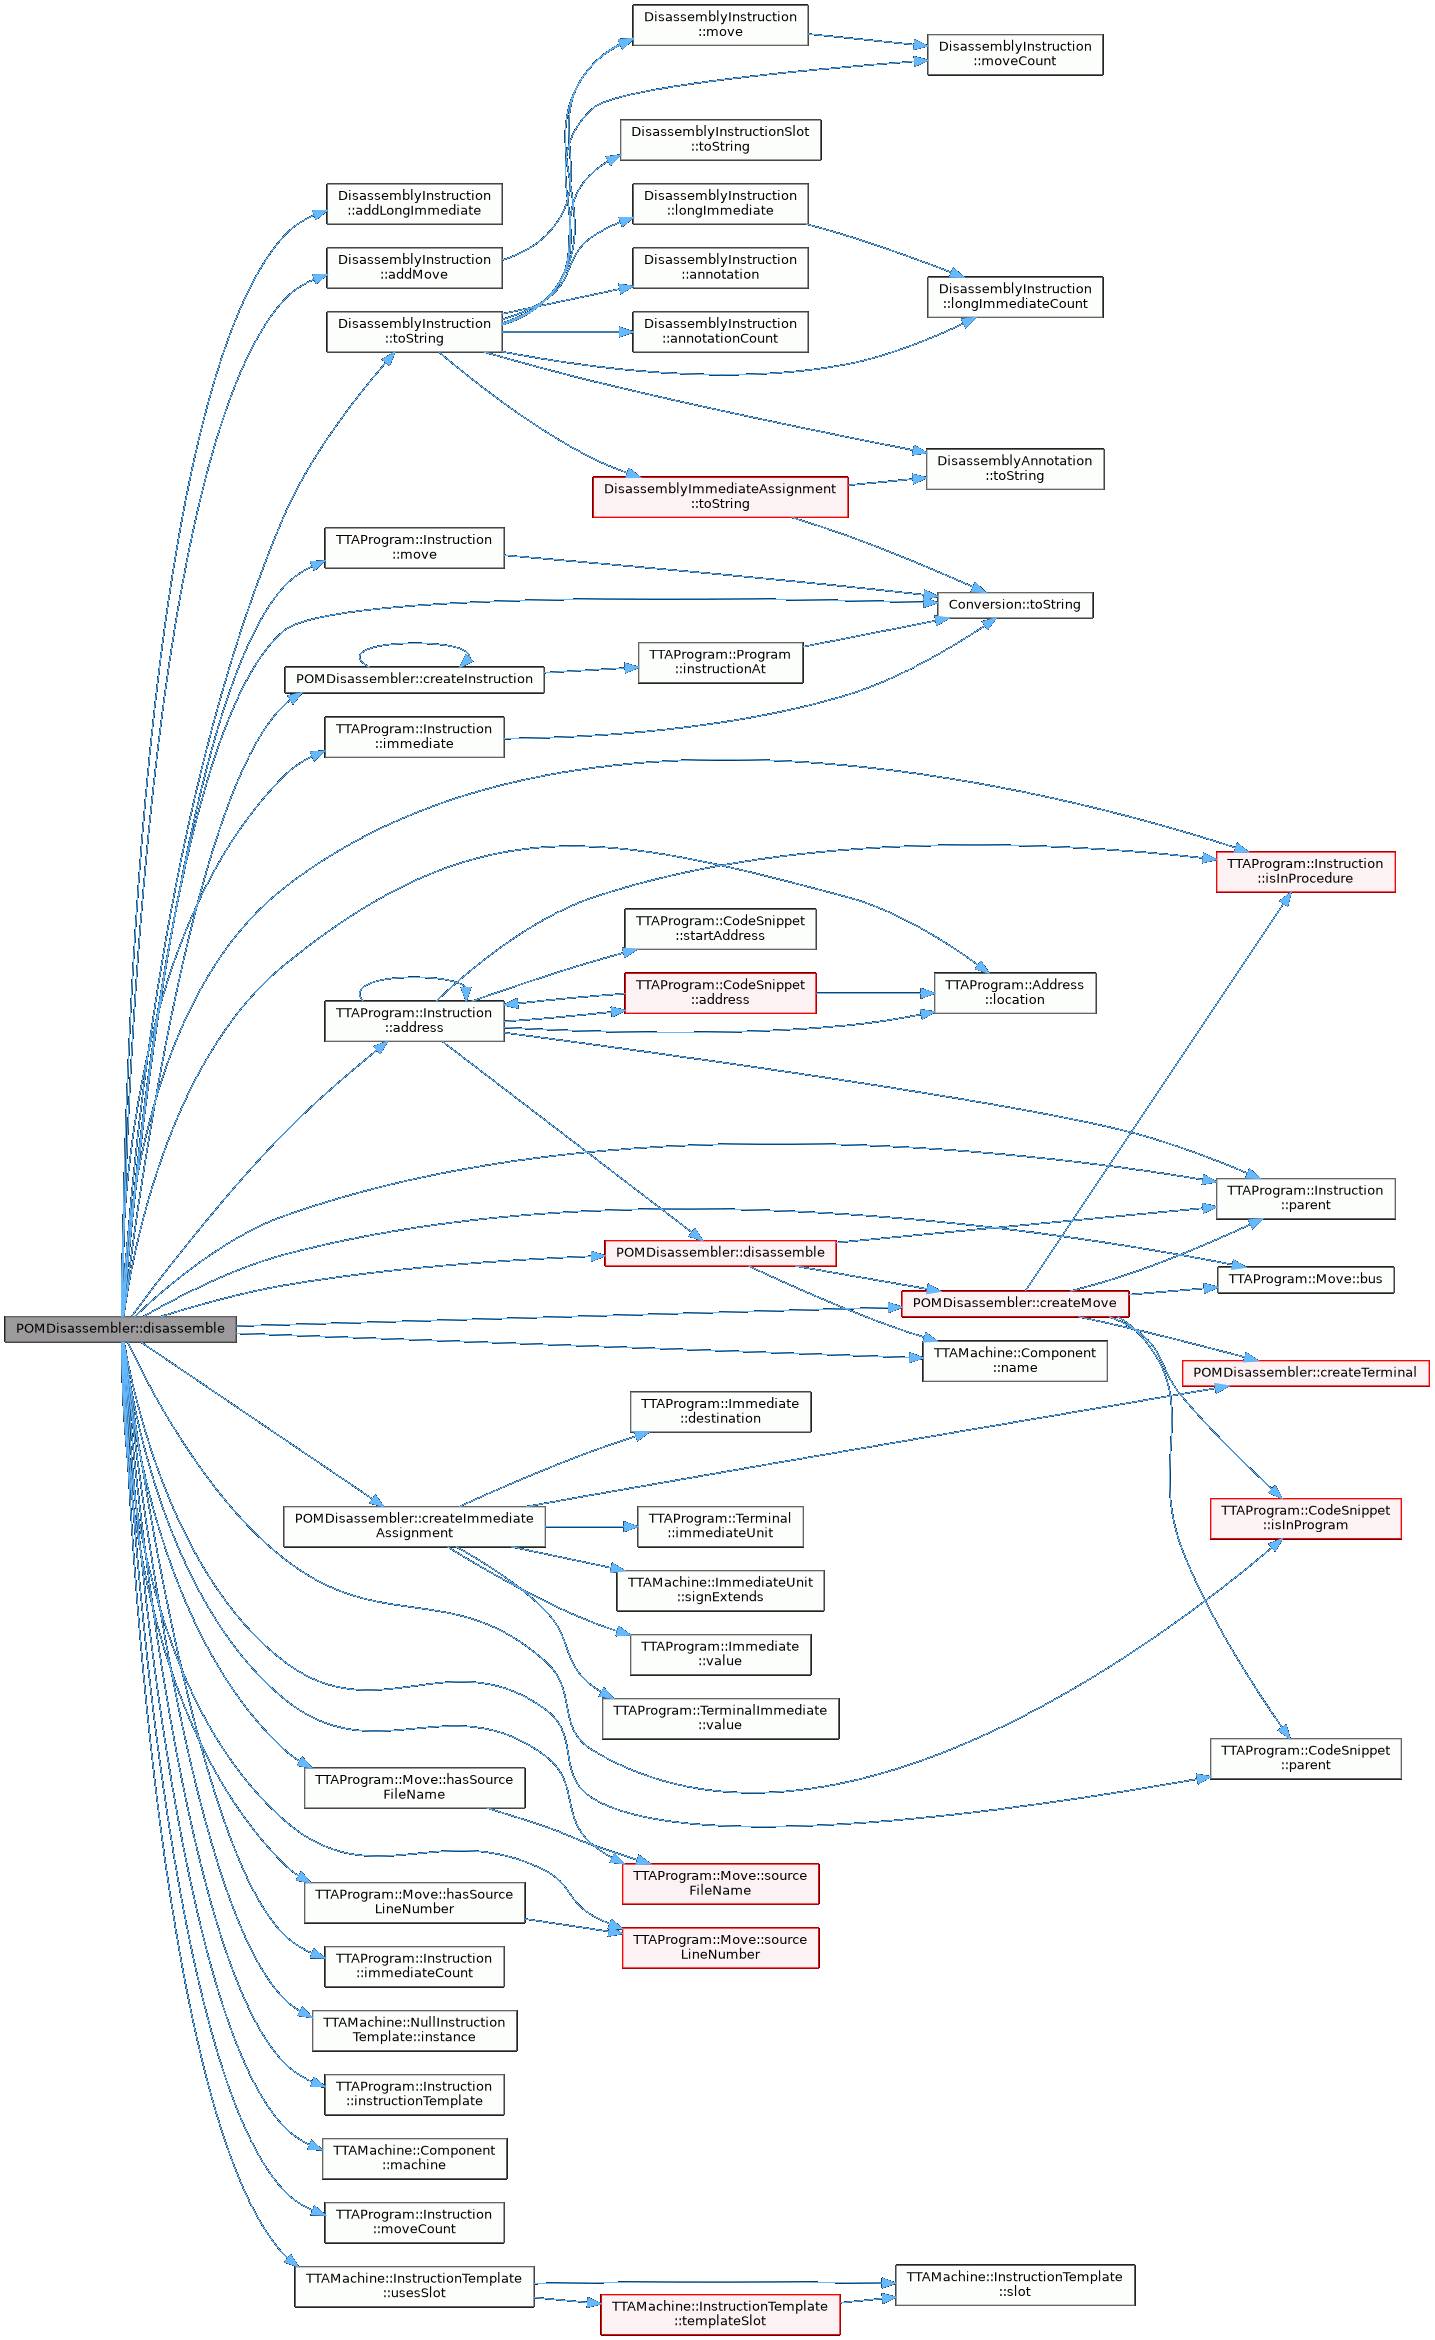 DisassemblyInstruction
::move
DisassemblyInstruction
::moveCount
DisassemblyInstructionSlot
::toString
DisassemblyInstruction
::addLongImmediate
DisassemblyInstruction
::longImmediate
DisassemblyInstruction
::addMove
DisassemblyInstruction
::annotation
DisassemblyInstruction
::longImmediateCount
DisassemblyInstruction
::toString
DisassemblyInstruction
::annotationCount
DisassemblyAnnotation
::toString
DisassemblyImmediateAssignment
::toString
TTAProgram::Instruction
::move
Conversion::toString
TTAProgram::Program
::instructionAt
POMDisassembler::createInstruction
TTAProgram::Instruction
::immediate
TTAProgram::Instruction
::isInProcedure
TTAProgram::CodeSnippet
::startAddress
TTAProgram::CodeSnippet
::address
TTAProgram::Address
::location
TTAProgram::Instruction
::address
TTAProgram::Instruction
::parent
POMDisassembler::disassemble
TTAProgram::Move::bus
POMDisassembler::createMove
POMDisassembler::disassemble
TTAMachine::Component
::name
POMDisassembler::createTerminal
TTAProgram::Immediate
::destination
POMDisassembler::createImmediate
Assignment
TTAProgram::Terminal
::immediateUnit
TTAProgram::CodeSnippet
::isInProgram
TTAMachine::ImmediateUnit
::signExtends
TTAProgram::Immediate
::value
TTAProgram::TerminalImmediate
::value
TTAProgram::CodeSnippet
::parent
TTAProgram::Move::hasSource
FileName
TTAProgram::Move::source
FileName
TTAProgram::Move::hasSource
LineNumber
TTAProgram::Move::source
LineNumber
TTAProgram::Instruction
::immediateCount
TTAMachine::NullInstruction
Template::instance
TTAProgram::Instruction
::instructionTemplate
TTAMachine::Component
::machine
TTAProgram::Instruction
::moveCount
TTAMachine::InstructionTemplate
::usesSlot
TTAMachine::InstructionTemplate
::slot
TTAMachine::InstructionTemplate
::templateSlot